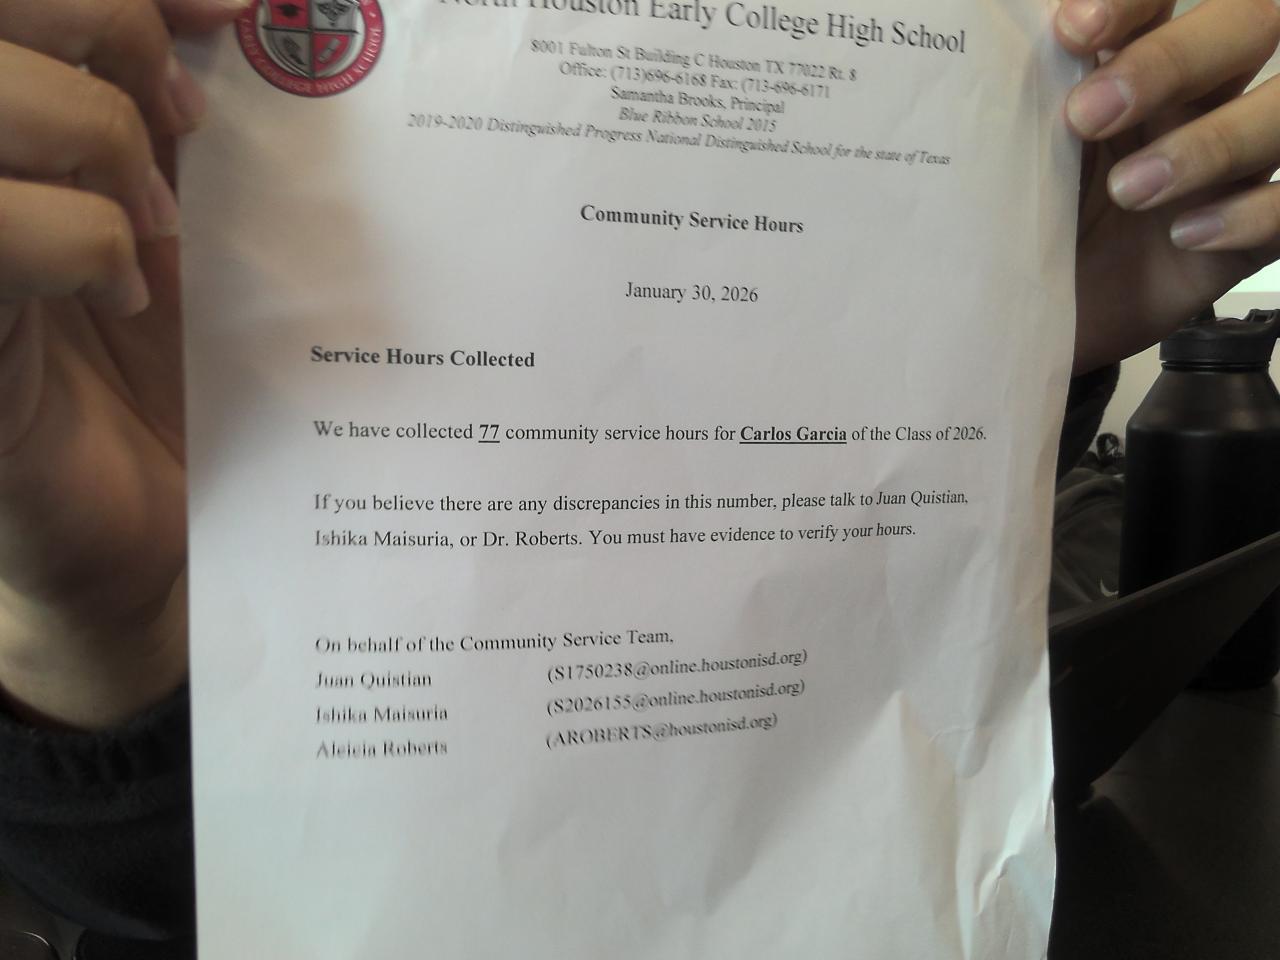 North Houston Early College High School
8001 Fulton St Building C Houston TX 77022 Rt. 8
Office: (713)696-6168 Fax: (713-696-6171
Samantha Brooks, Principal
Blue Ribbon School 2015
2019-2020 Distinguished Progress National Distinguished School for the state of Texas
EARLY COLLEGE HIGH SCHOOL
Community Service Hours
January 30, 2026
Service Hours Collected
We have collected 77 community service hours for Carlos Garcia of the Class of 2026.
If you believe there are any discrepancies in this number, please talk to Juan Quistian,
Ishika Maisuria, or Dr. Roberts. You must have evidence to verify your hours.
On behalf of the Community Service Team,
Juan Quistian (S1750238@online.houstonisd.org)
Ishika Maisuria (S2026155@online.houstonisd.org)
Aleicia Roberts (AROBERTS@houstonisd.org)